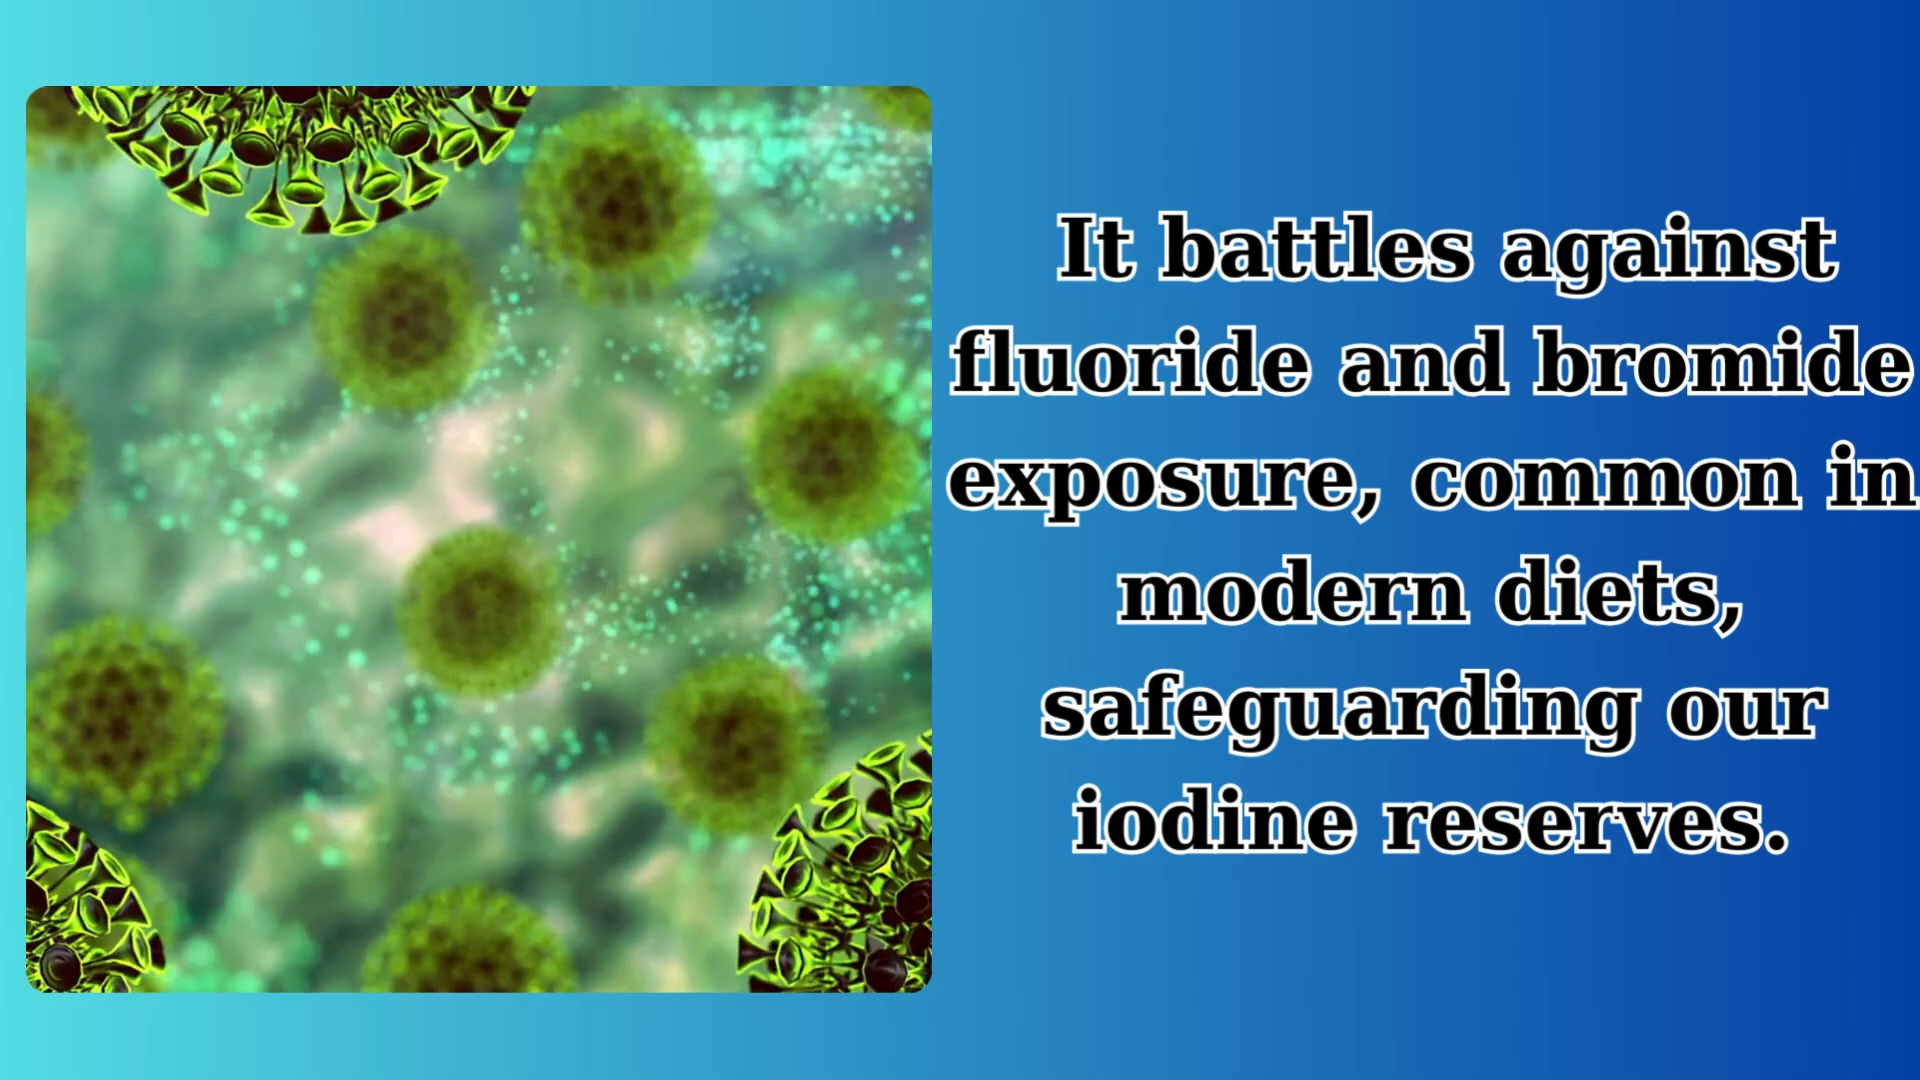 It battles against
fluoride and bromide
exposure, common in
modern diets,
safeguarding our
iodine reserves.